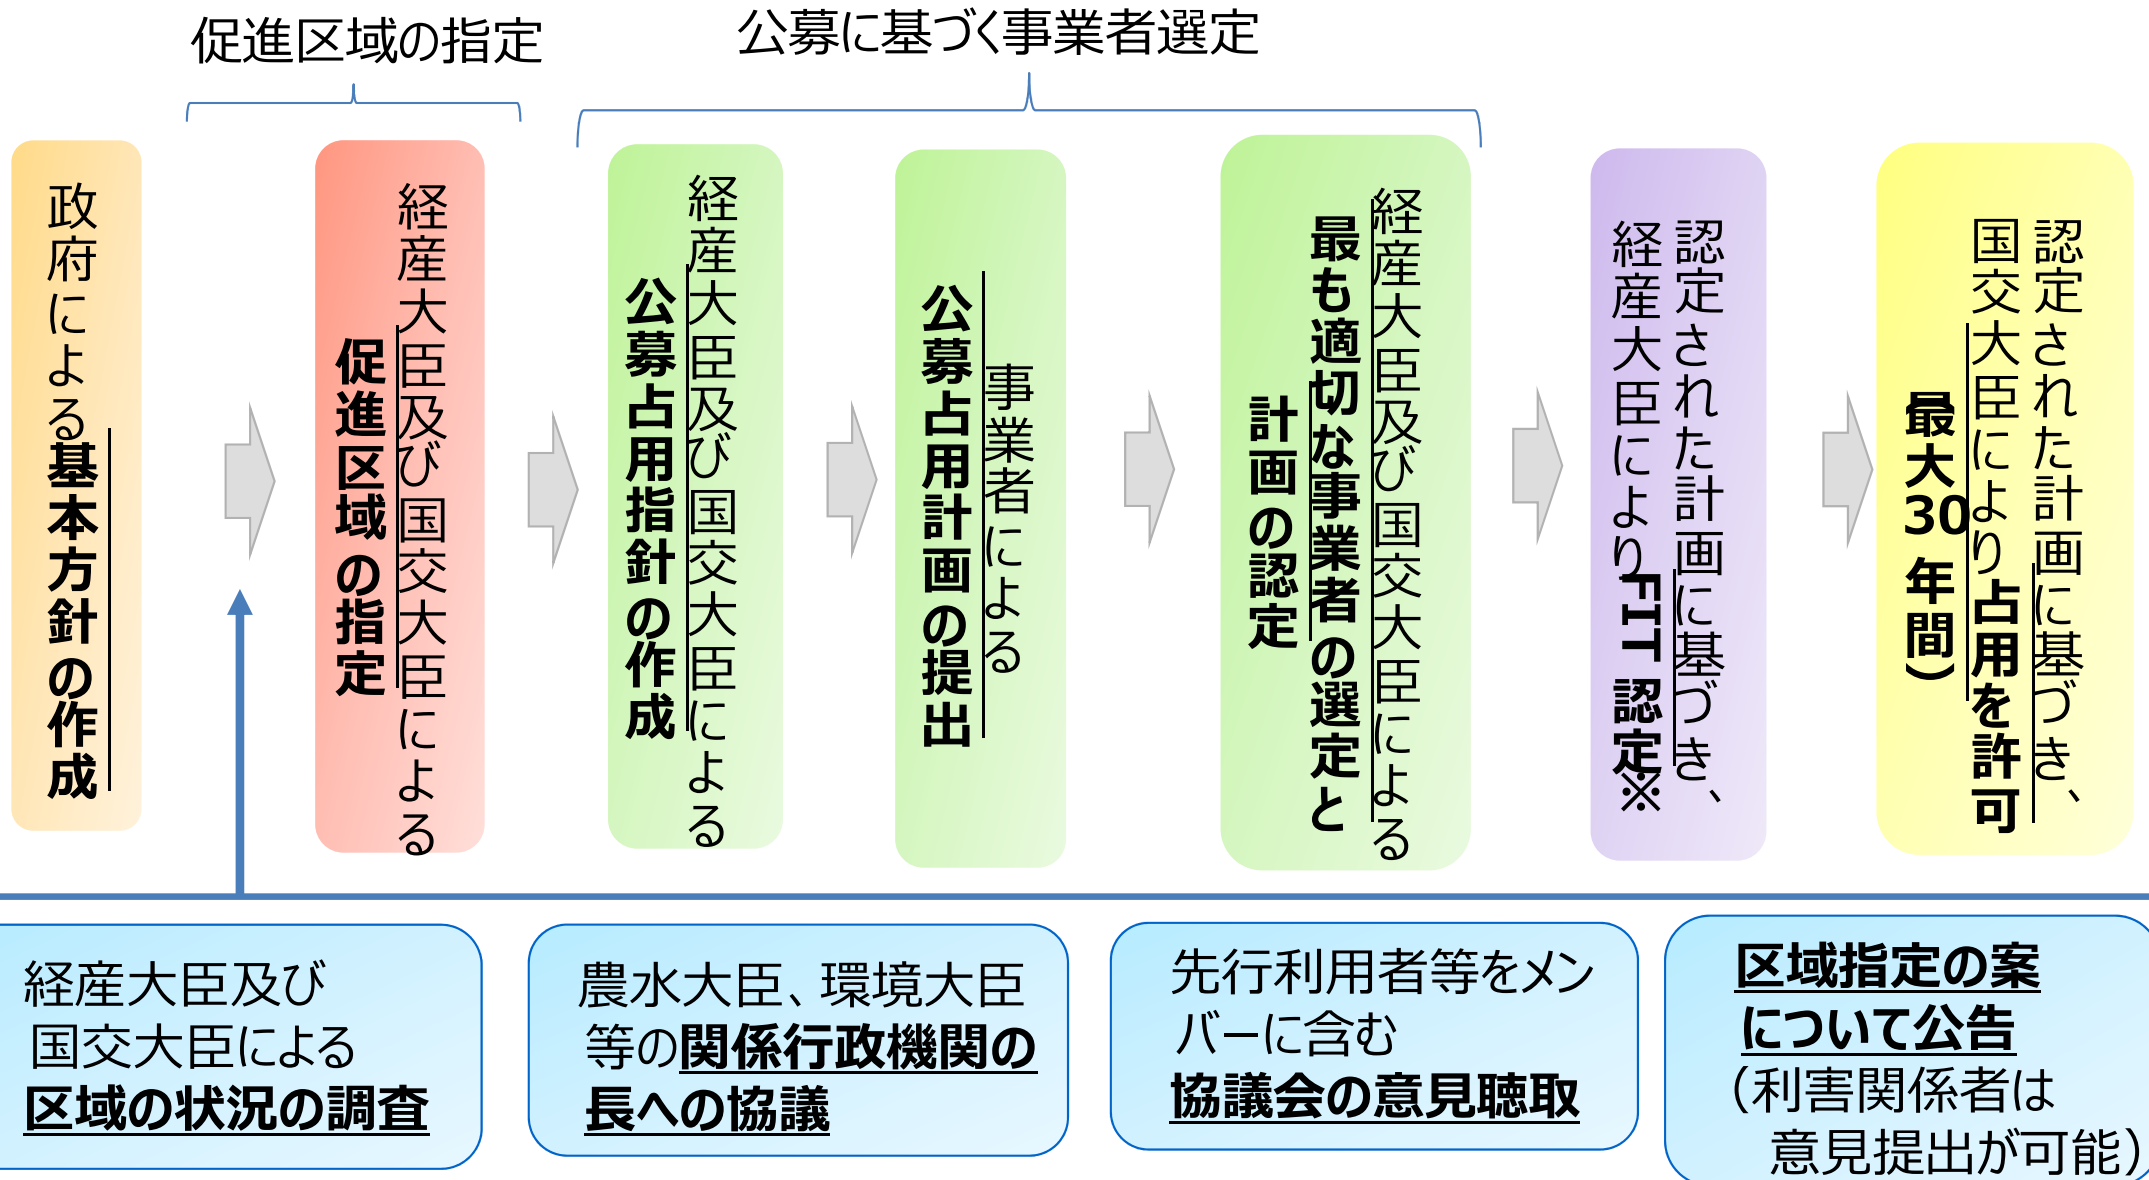 促進区域の指定
公募に基づく事業者選定
政府による基本方針の作成
経産大臣及び国交大臣による
促進区域の指定
経産大臣及び国交大臣による
公募占用指針の作成
事業者による
公募占用計画の提出
経産大臣及び国交大臣による
最も適切な事業者の選定と
計画の認定
認定された計画に基づき、
経産大臣によりFIT認定※
認定された計画に基づき、
国交大臣により占用を許可
（最大30年間）
経産大臣及び
国交大臣による
区域の状況の調査
農水大臣、環境大臣
等の関係行政機関の
長への協議
先行利用者等をメン
バーに含む
協議会の意見聴取
区域指定の案
について公告
（利害関係者は
意見提出が可能）